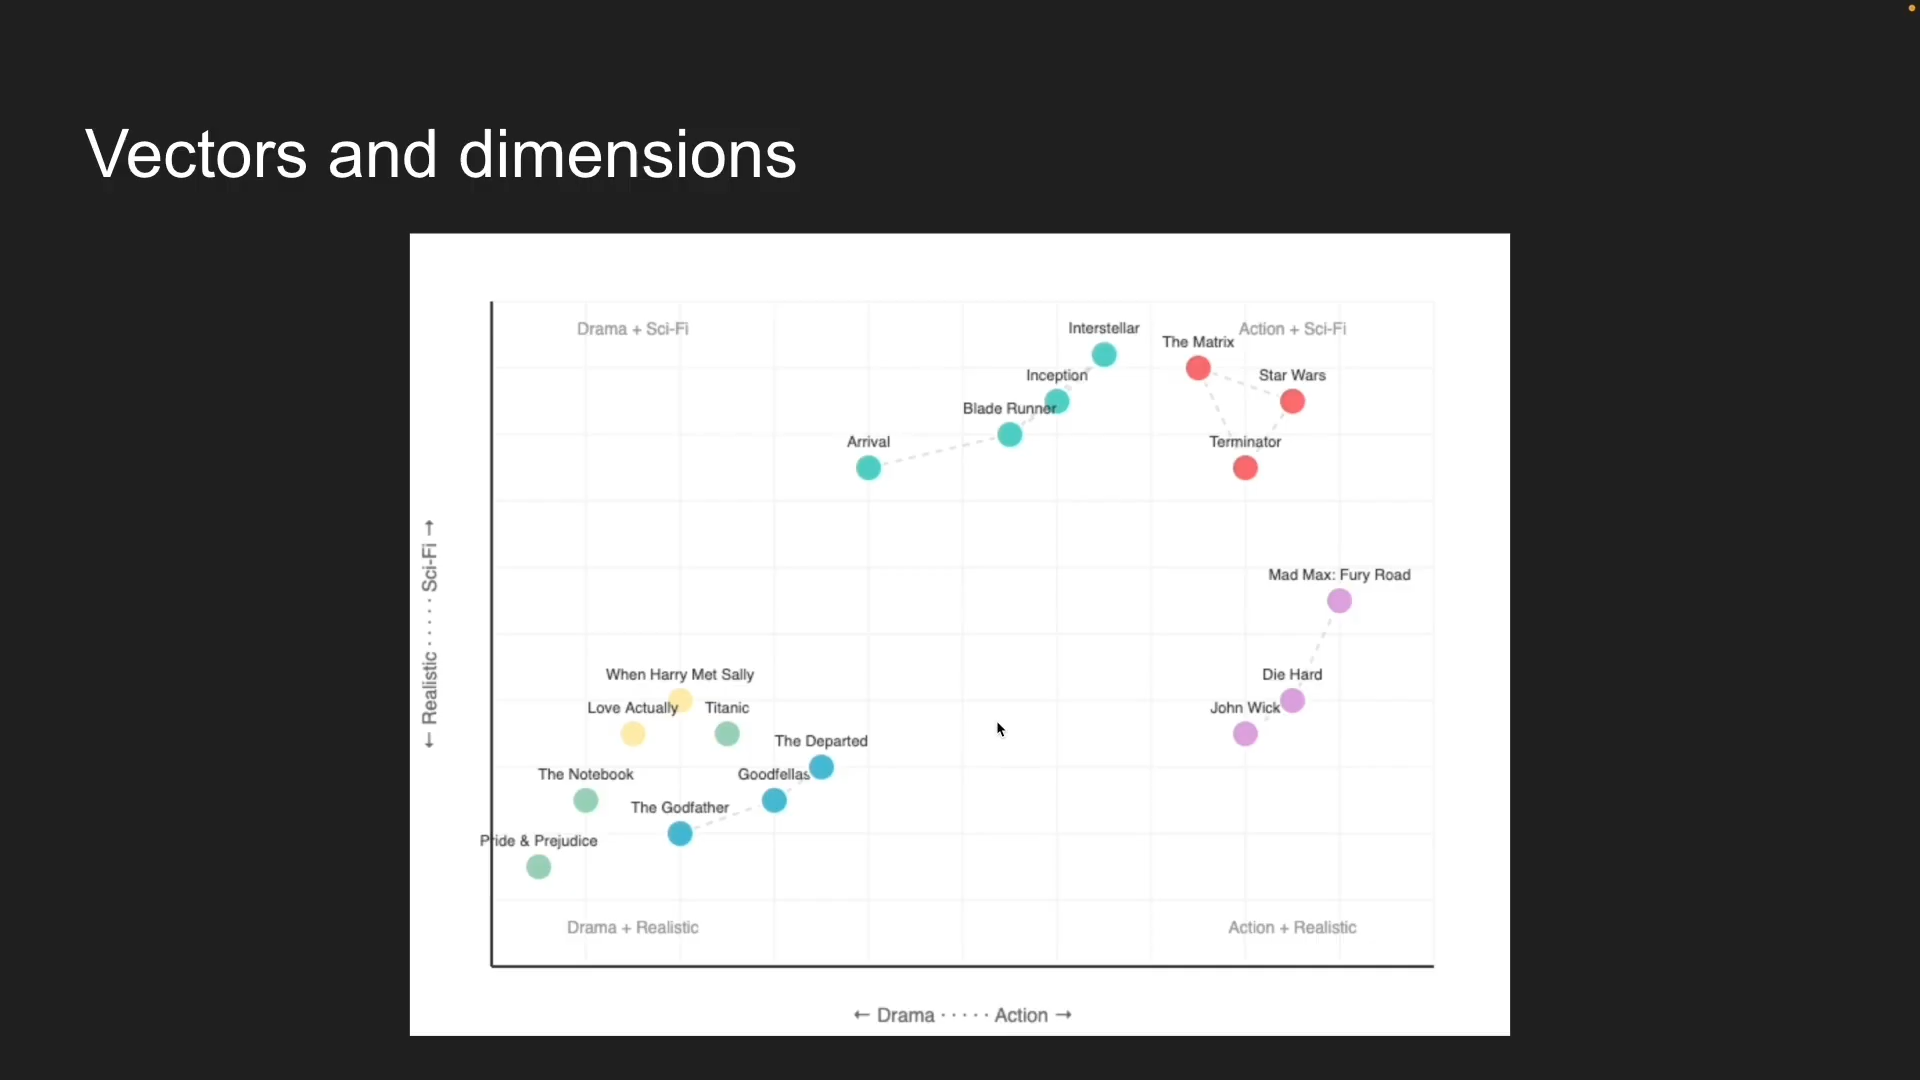 Vectors and dimensions
Drama + Sci-Fi
Interstellar
Action + Sci-Fi
The Matrix
Inception
Star Wars
Blade Runner
Arrival
Terminator
← Realistic · · · · · Sci-Fi →
Mad Max: Fury Road
When Harry Met Sally
Die Hard
Love Actually
Titanic
John Wick
The Departed
The Notebook
Goodfellas
The Godfather
Pride & Prejudice
Drama + Realistic
Action + Realistic
← Drama · · · · · Action →